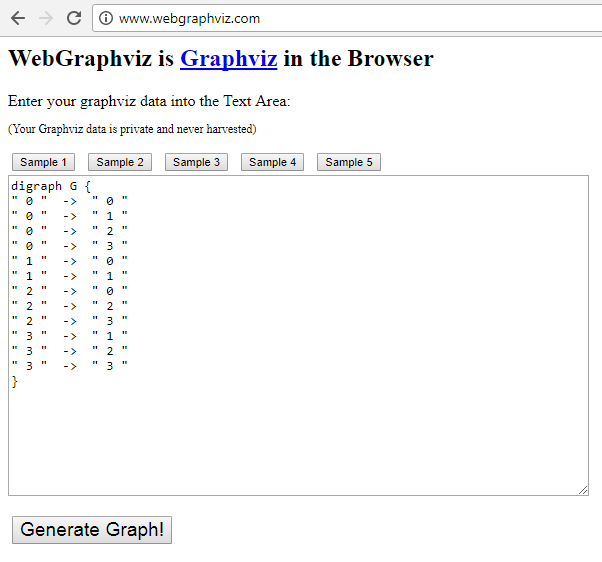 www.webgraphviz.com
WebGraphviz is Graphviz in the Browser
Enter your graphviz data into the Text Area:
(Your Graphviz data is private and never harvested)
Sample 1 Sample 2 Sample 3 Sample 4 Sample 5
digraph G {
" 0 "  ->  " 0 "
" 0 "  ->  " 1 "
" 0 "  ->  " 2 "
" 0 "  ->  " 3 "
" 1 "  ->  " 0 "
" 1 "  ->  " 1 "
" 2 "  ->  " 0 "
" 2 "  ->  " 2 "
" 2 "  ->  " 3 "
" 3 "  ->  " 1 "
" 3 "  ->  " 2 "
" 3 "  ->  " 3 "
}
Generate Graph!